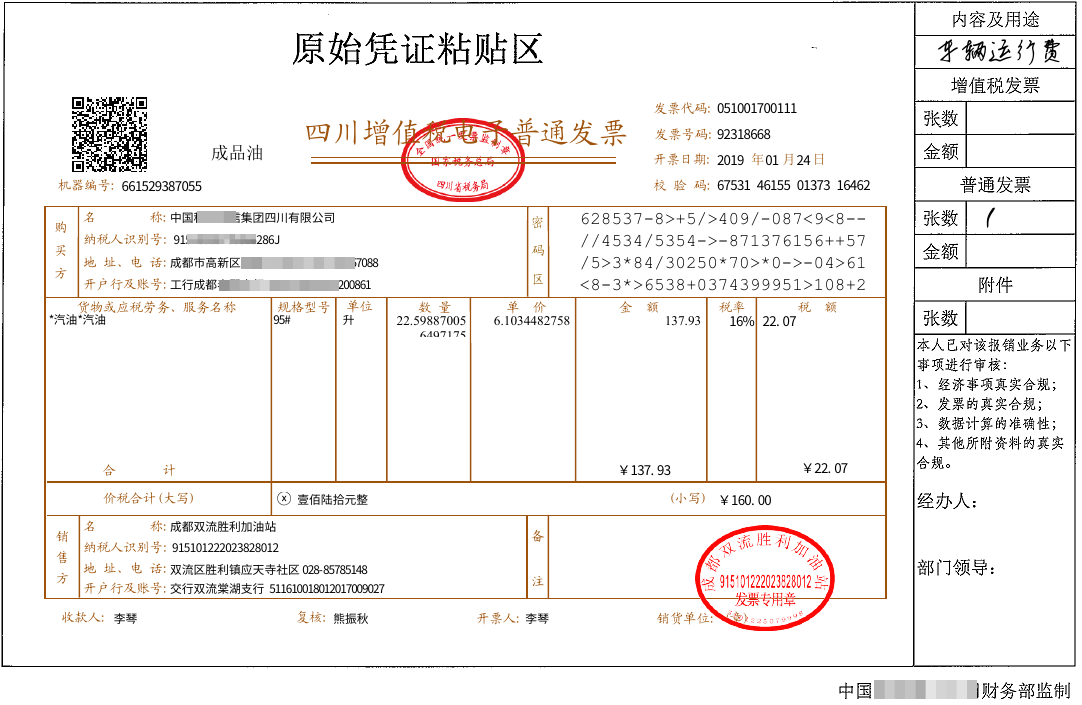 原始凭证粘贴区
内容及用途
车辆运行费
增值税发票
张数
金额
普通发票
张数 1
金额
附件
张数
本人已对该报销业务以下
事项进行审核:
1、经济事项真实合规;
2、发票的真实合规;
3、数据计算的准确性;
4、其他所附资料的真实
合规。
经办人:
部门领导:
成品油
四川增值税电子普通发票
全国统一发票监制章
国家税务总局
四川省税务局
发票代码: 051001700111
发票号码: 92318668
开票日期: 2019 年01 月24日
校 验 码: 67531 46155 01373 16462
机器编号: 661529387055
购买方
名 称: 中国 集团四川有限公司
纳税人识别号: 91 286J
地 址、电 话: 成都市高新区 7088
开户行及账号: 工行成都 200861
密码区
628537-8>+5/>409/-087<9<8--
//4534/5354->-871376156++57
/5>3*84/30250*70>*0->-04>61
<8-3*>6538+0374399951>108+2
货物或应税劳务、服务名称 规格型号 单位 数 量 单 价 金 额 税率 税 额
*汽油*汽油 95# 升 22.59887005 6.1034482758 137.93 16% 22.07
6497175
合 计 ￥137.93 ￥22.07
价税合计(大写) ⓧ 壹佰陆拾元整 (小写) ￥160.00
销售方
名 称: 成都双流胜利加油站
纳税人识别号: 915101222023828012
地 址、电 话: 双流区胜利镇应天寺社区 028-85785148
开户行及账号: 交行双流棠湖支行 511610018012017009027
备注
成都双流胜利加油站
915101222023828012
发票专用章
收款人: 李琴 复核: 熊振秋 开票人: 李琴 销货单位:
中国 财务部监制